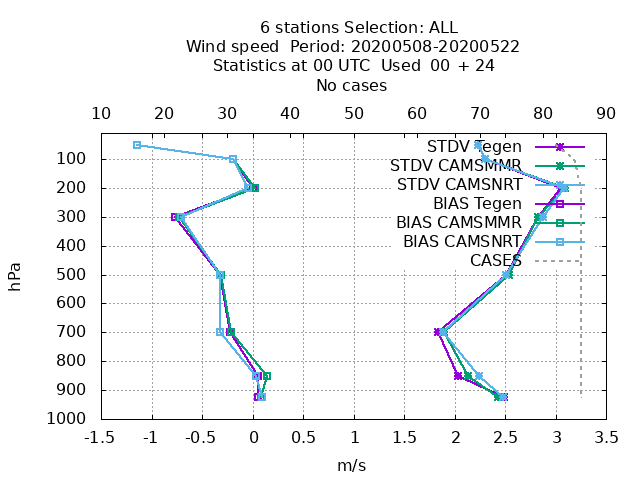 6 stations Selection: ALL
Wind speed  Period: 20200508-20200522
Statistics at 00 UTC  Used  00 + 24
No cases
10 20 30 40 50 60 70 80 90
STDV Tegen
STDV CAMSMMR
STDV CAMSNRT
BIAS Tegen
BIAS CAMSMMR
BIAS CAMSNRT
CASES
hPa
100
200
300
400
500
600
700
800
900
1000
-1.5 -1 -0.5 0 0.5 1 1.5 2 2.5 3 3.5
m/s